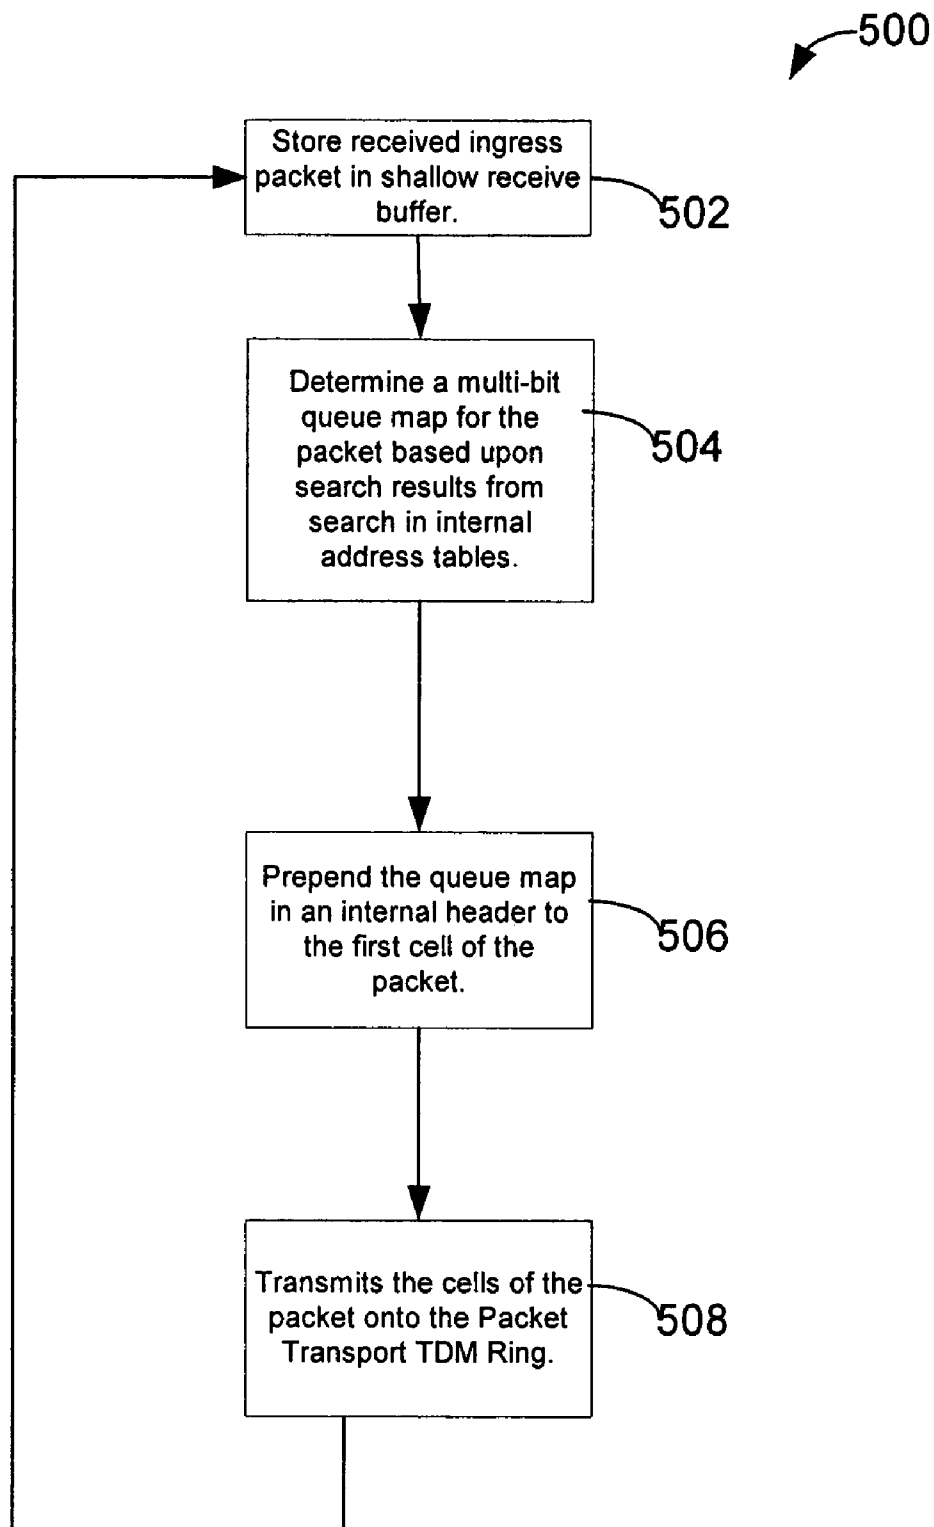 500
Store received ingress
packet in shallow receive
buffer.
502
Determine a multi-bit
queue map for the
packet based upon
search results from
search in internal
address tables.
504
Prepend the queue map
in an internal header to
the first cell of the
packet.
506
Transmits the cells of the
packet onto the Packet
Transport TDM Ring.
508